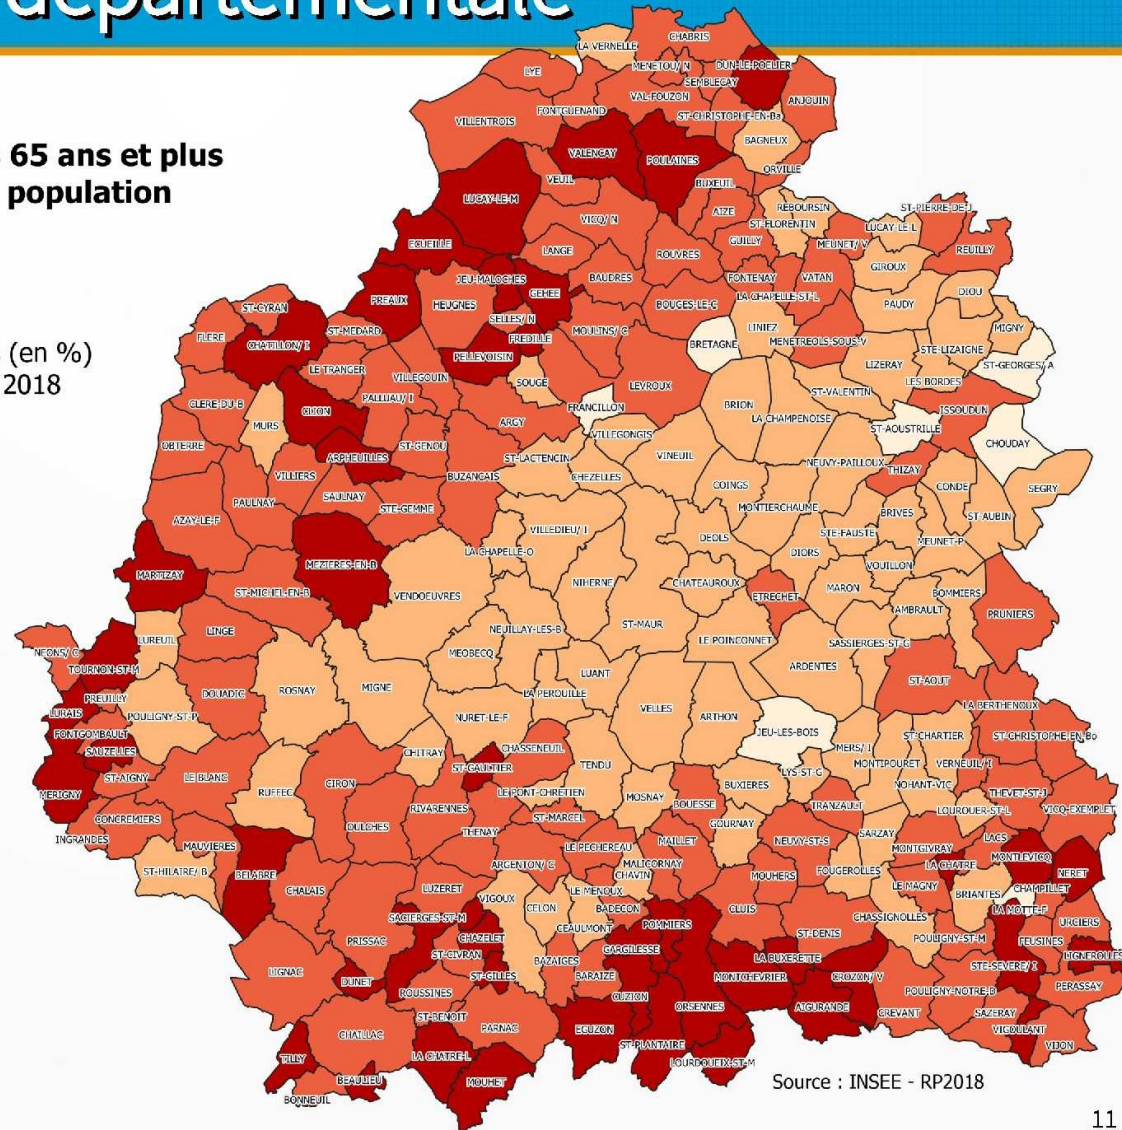 départementale
65 ans et plus
population
(en %)
2018
CHABRIS
LA VERNELLE
MENETOU/ N
DUN-LE-POELIER
LYE
SEMBLECAY
VAL-FOUZON
ANJOUIN
FONTGUENAND
ST-CHRISTOPHE-EN-Ba
VILLENTROIS
BAGNEUX
VALENCAY
POULAINES
ORVILLE
VEUIL
BUXEUIL
LUCAY-LE-M
AIZE
REBOURSIN
ST-PIERRE-DE-J
VICQ/ N
ST-FLORENTIN
LUCAY-LE-L
ECUEILLE
GUILLY
MEUNET/ V
REUILLY
LANGE
ROUVRES
GIROUX
JEU-MALOCHES
BAUDRES
FONTENAY
VATAN
DIOU
GEHEE
PREAUX
HEUGNES
LA CHAPELLE-ST-L
PAUDY
ST-CYRAN
BOUGES-LE-C
SELLES/ N
LINIEZ
MIGNY
FLERE
ST-MEDARD
MOULINS/ C
FREDILLE
MENETREOLS-SOUS-V
CHATILLON/ I
BRETAGNE
STE-LIZAIGNE
PELLEVOISIN
LIZERAY
ST-GEORGES/ A
LE TRANGER
VILLEGOUIN
SOUGE
LEVROUX
LES BORDES
PALLUAU/ I
ST-VALENTIN
CLERE-DU-B
CLION
FRANCILLON
BRION
ISSOUDUN
MURS
ARGY
LA CHAMPENOISE
ST-AOUSTRILLE
VILLEGONGIS
CHOUDAY
OBTERRE
ST-GENOU
ARPHEUILLES
ST-LACTENCIN
VINEUIL
NEUVY-PAILLOUX
THIZAY
VILLIERS
BUZANCAIS
CHEZELLES
COINGS
CONDE
SEGRY
SAULNAY
PAULNAY
STE-GEMME
MONTIERCHAUME
BRIVES
ST-AUBIN
AZAY-LE-F
VILLEDIEU/ I
STE-FAUSTE
DEOLS
MEUNET-P
LA CHAPELLE-O
DIORS
MEZIERES-EN-B
VOUILLON
MARTIZAY
NIHERNE
CHATEAUROUX
MARON
ST-MICHEL-EN-B
VENDOEUVRES
ETRECHET
BOMMIERS
AMBRAULT
PRUNIERS
ST-MAUR
NEUILLAY-LES-B
LINGE
LE POINCONNET
SASSIERGES-ST-G
LUREUIL
NEONS/ C
MEOBECQ
ARDENTES
TOURNON-ST-M
LUANT
ST-AOUT
MIGNE
ROSNAY
DOUADIC
LA PEROUILLE
PREUILLY
LA BERTHENOUX
VELLES
LURAIS
POULIGNY-ST-P
NURET-LE-F
ARTHON
JEU-LES-BOIS
FONTGOMBAULT
ST-CHARTIER
ST-CHRISTOPHE-EN-Bo
CHASSENEUIL
MERS/ I
SAUZELLES
CHITRAY
TENDU
MONTIPOURET
VERNEUIL/ I
ST-GAULTIER
LYS-ST-G
ST-AIGNY
LE BLANC
CIRON
BUXIERES
NOHANT-VIC
RUFFEC
LE PONT-CHRETIEN
THEVET-ST-J
MERIGNY
MOSNAY
BOUESSE
TRANZAULT
RIVARENNES
LOUROUER-ST-L
VICQ-EXEMPLET
CONCREMIERS
ST-MARCEL
GOURNAY
DULCHES
THENAY
SARZAY
INGRANDES
MAILLET
NEUVY-ST-S
LACS
MAUVIERES
LE PECHEREAU
MONTGIVRAY
MONTLEVICQ
ARGENTON/ C
MALICORNAY
LA CHATRE
ST-HILAIRE/ B
BELABRE
CHAVIN
MOUHERS
FOUGEROLLES
NERET
LUZERET
LE MENOUX
LE MAGNY
CHAMPILLET
CHALAIS
VIGOUX
BRIANTES
CELON
BADECON
CLUIS
LA MOTTE-F
SACIERGES-ST-M
CHASSIGNOLLES
URCIERS
CEAULMONT
POMMIERS
ST-DENIS
PRISSAC
CHAZELET
POULIGNY-ST-M
FEUSINES
GARGILESSE
ST-CIVRAN
BAZAIGES
LA BUXERETTE
LIGNEROLLES
STE-SEVERE/ I
LIGNAC
ST-GILLES
BARAIZE
MONTCHEVRIER
CROZON/ V
DUNET
PERASSAY
ROUSSINES
CUZION
POULIGNY-NOTRE-D
ORSENNES
AIGURANDE
ST-BENOIT
CREVANT
SAZERAY
PARNAC
EGUZON
VIGOULANT
CHAILLAC
ST-PLANTAIRE
VIJON
TILLY
LA CHATRE-L
LOURDOUEIX-ST-M
BEAULIEU
MOUHET
BONNEUIL
Source : INSEE - RP2018
11